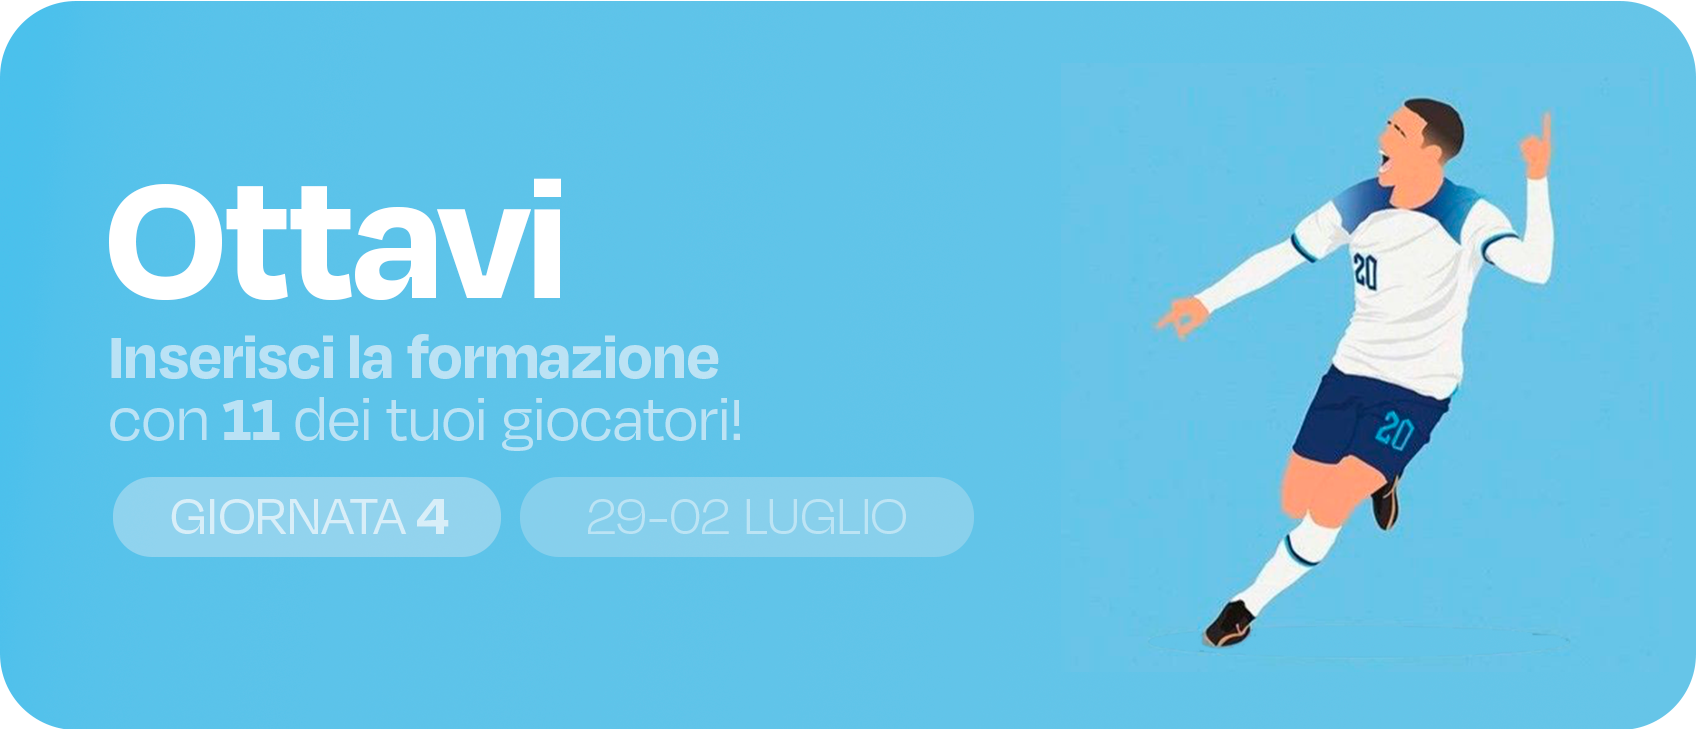 Ottavi
Inserisci la formazione
con 11 dei tuoi giocatori!
GIORNATA 4
29-02 LUGLIO
20
20